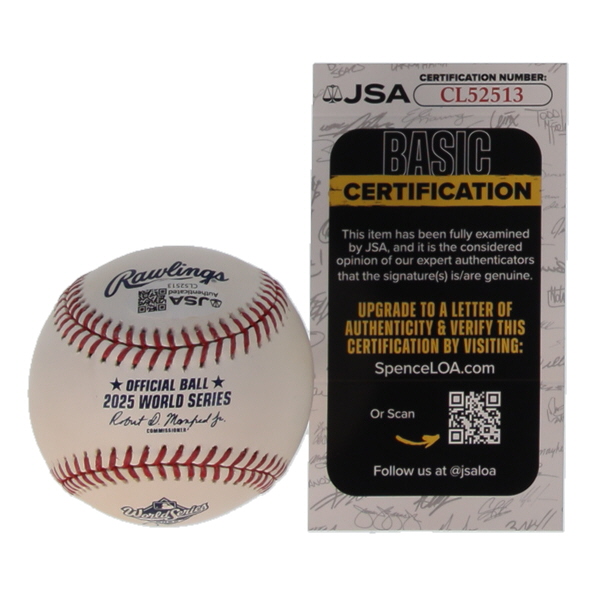 Rawlings
JSA
Authenticated
CL52513
★ OFFICIAL BALL ★
2025 WORLD SERIES
Robert D. Manfred Jr.
COMMISSIONER
World Series
JSA
CERTIFICATION NUMBER:
CL52513
BASIC
CERTIFICATION
This item has been fully examined
by JSA, and it is the considered
opinion of our expert authenticators
that the signature(s) is/are genuine.
UPGRADE TO A LETTER OF
AUTHENTICITY & VERIFY THIS
CERTIFICATION BY VISITING:
SpenceLOA.com
Or Scan
Follow us at @jsaloa